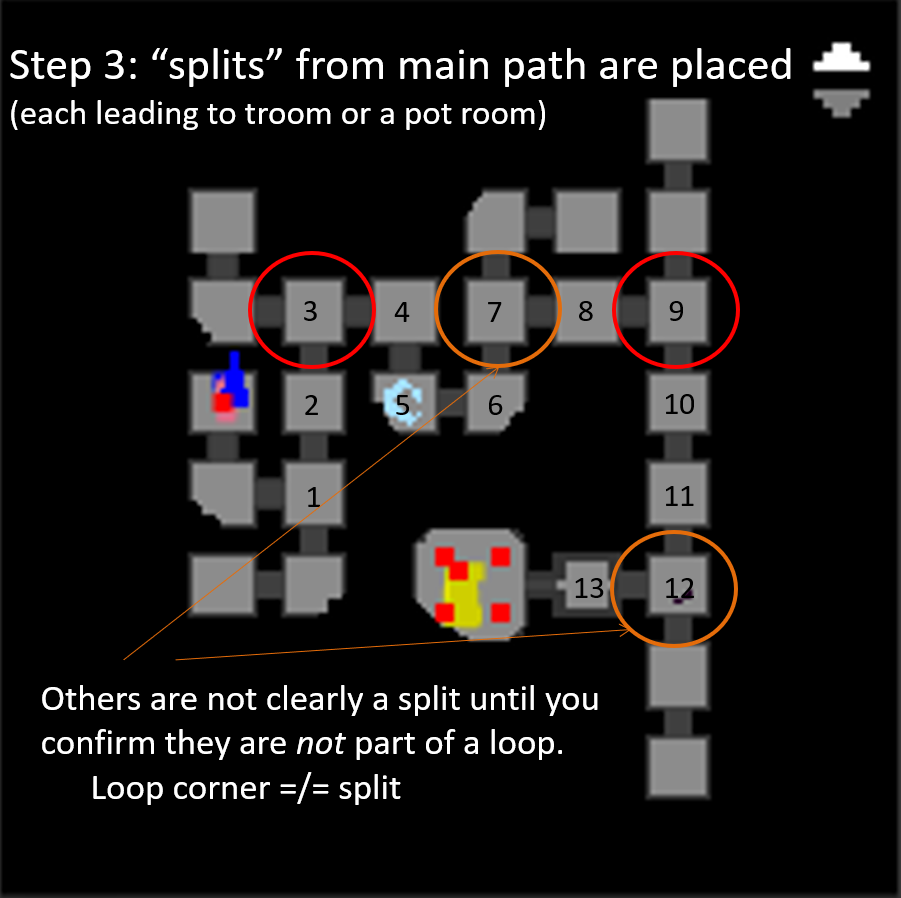 Step 3: “splits” from main path are placed
(each leading to troom or a pot room)
3 4 7 8 9
2 5 6 10
1 11
13 12
Others are not clearly a split until you
confirm they are not part of a loop.
Loop corner =/= split